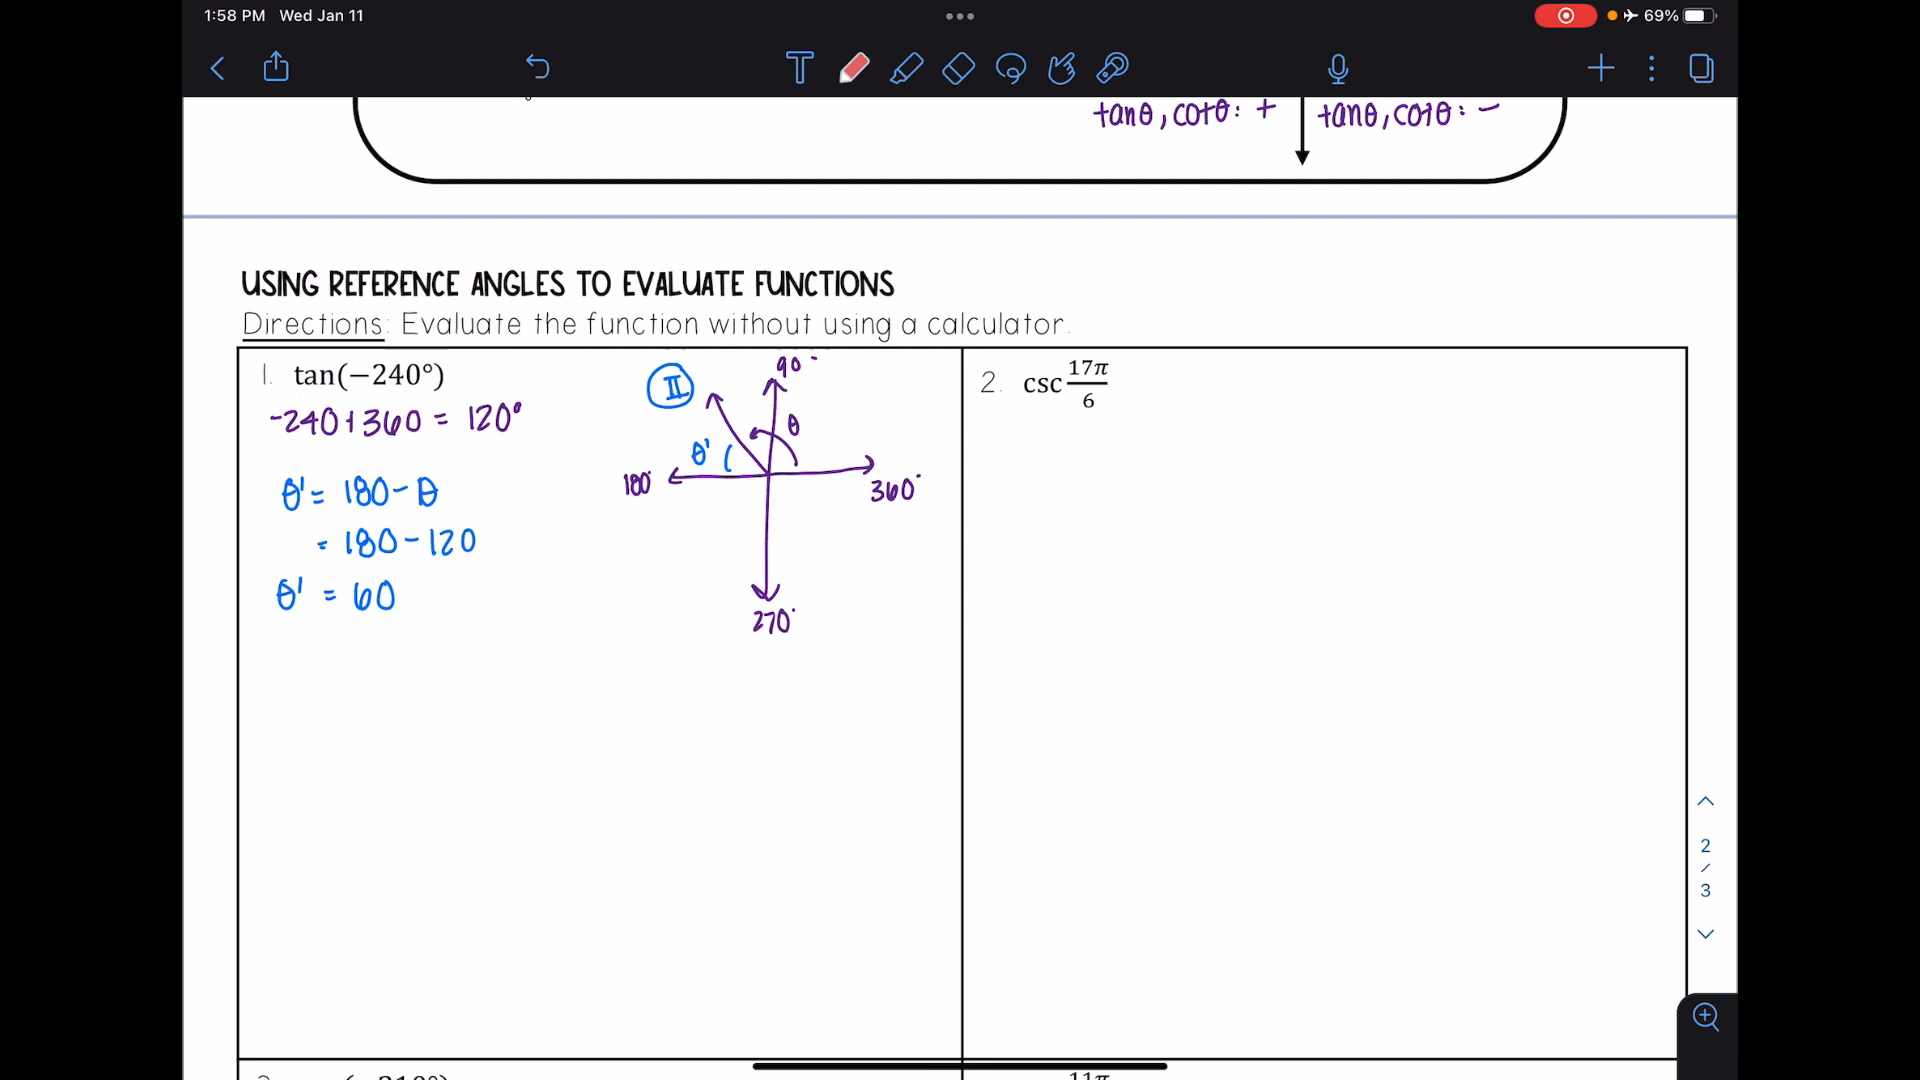 1:58 PM Wed Jan 11
69%
tanθ, cotθ: +
tanθ, cotθ: −
USING REFERENCE ANGLES TO EVALUATE FUNCTIONS
Directions: Evaluate the function without using a calculator.
1. tan(−240°)
-240+360 = 120°
θ' = 180 - θ
= 180 - 120
θ' = 60
II
90°
θ
θ'
180°
360°
270°
2. csc 17π/6
2
/
3
11π